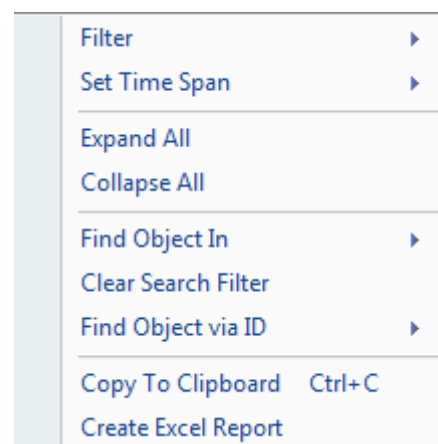 Filter
Set Time Span
Expand All
Collapse All
Find Object In
Clear Search Filter
Find Object via ID
Copy To Clipboard Ctrl+C
Create Excel Report